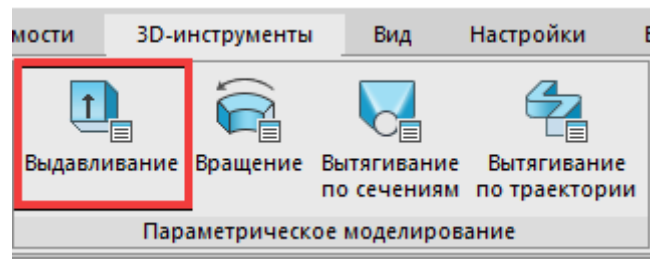 мости 3D-инструменты Вид Настройки
Выдавливание Вращение Вытягивание по сечениям Вытягивание по траектории
Параметрическое моделирование